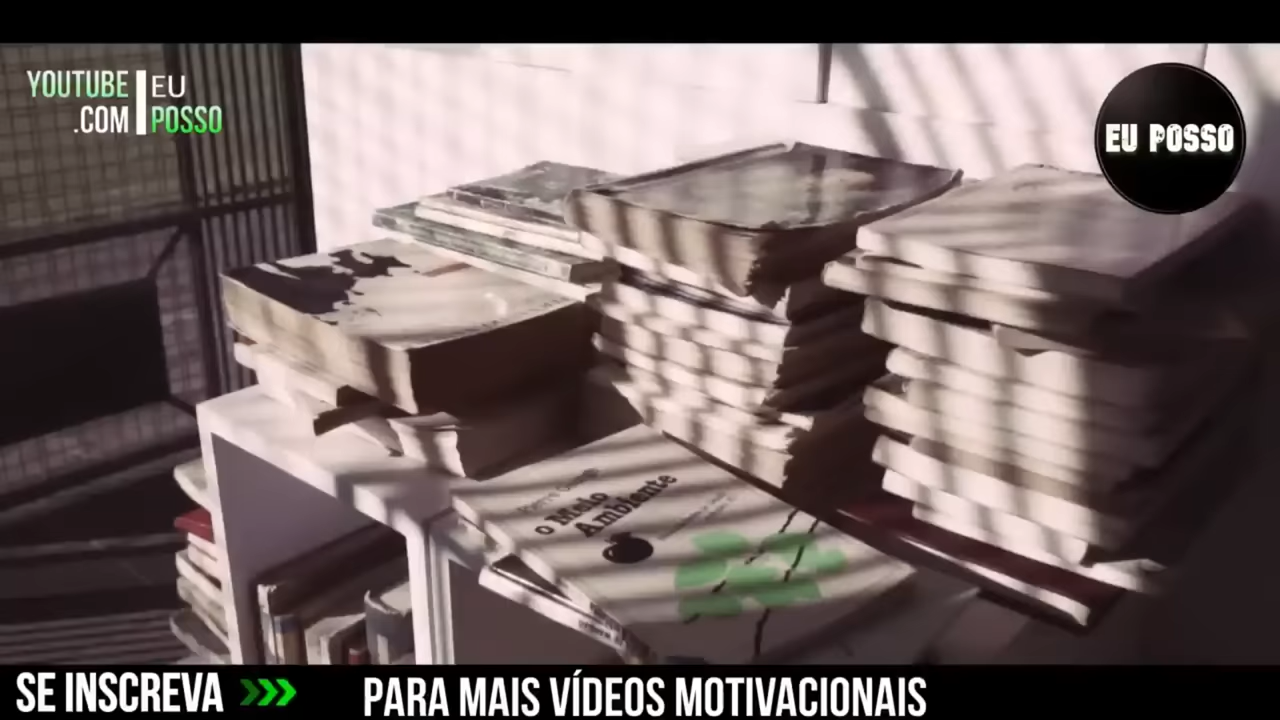 YOUTUBE
.COM
EU
POSSO
EU POSSO
o Meio
Ambiente
SE INSCREVA
PARA MAIS VÍDEOS MOTIVACIONAIS